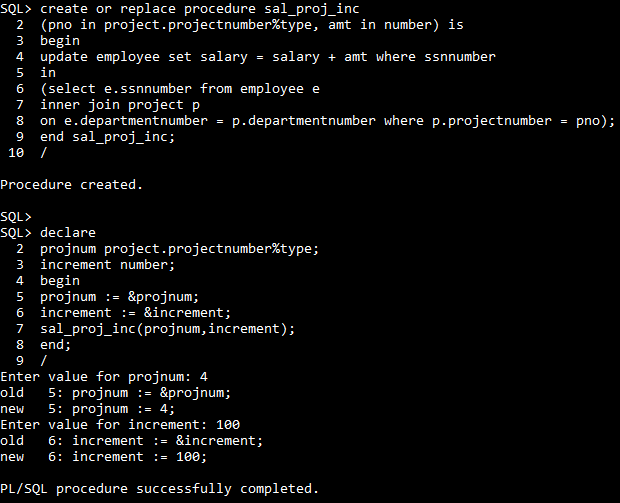 SQL> create or replace procedure sal_proj_inc
  2  (pno in project.projectnumber%type, amt in number) is
  3  begin
  4  update employee set salary = salary + amt where ssnnumber
  5  in
  6  (select e.ssnnumber from employee e
  7  inner join project p
  8  on e.departmentnumber = p.departmentnumber where p.projectnumber = pno);
  9  end sal_proj_inc;
 10  /
Procedure created.
SQL>
SQL> declare
  2  projnum project.projectnumber%type;
  3  increment number;
  4  begin
  5  projnum := &projnum;
  6  increment := &increment;
  7  sal_proj_inc(projnum,increment);
  8  end;
  9  /
Enter value for projnum: 4
old   5: projnum := &projnum;
new   5: projnum := 4;
Enter value for increment: 100
old   6: increment := &increment;
new   6: increment := 100;
PL/SQL procedure successfully completed.